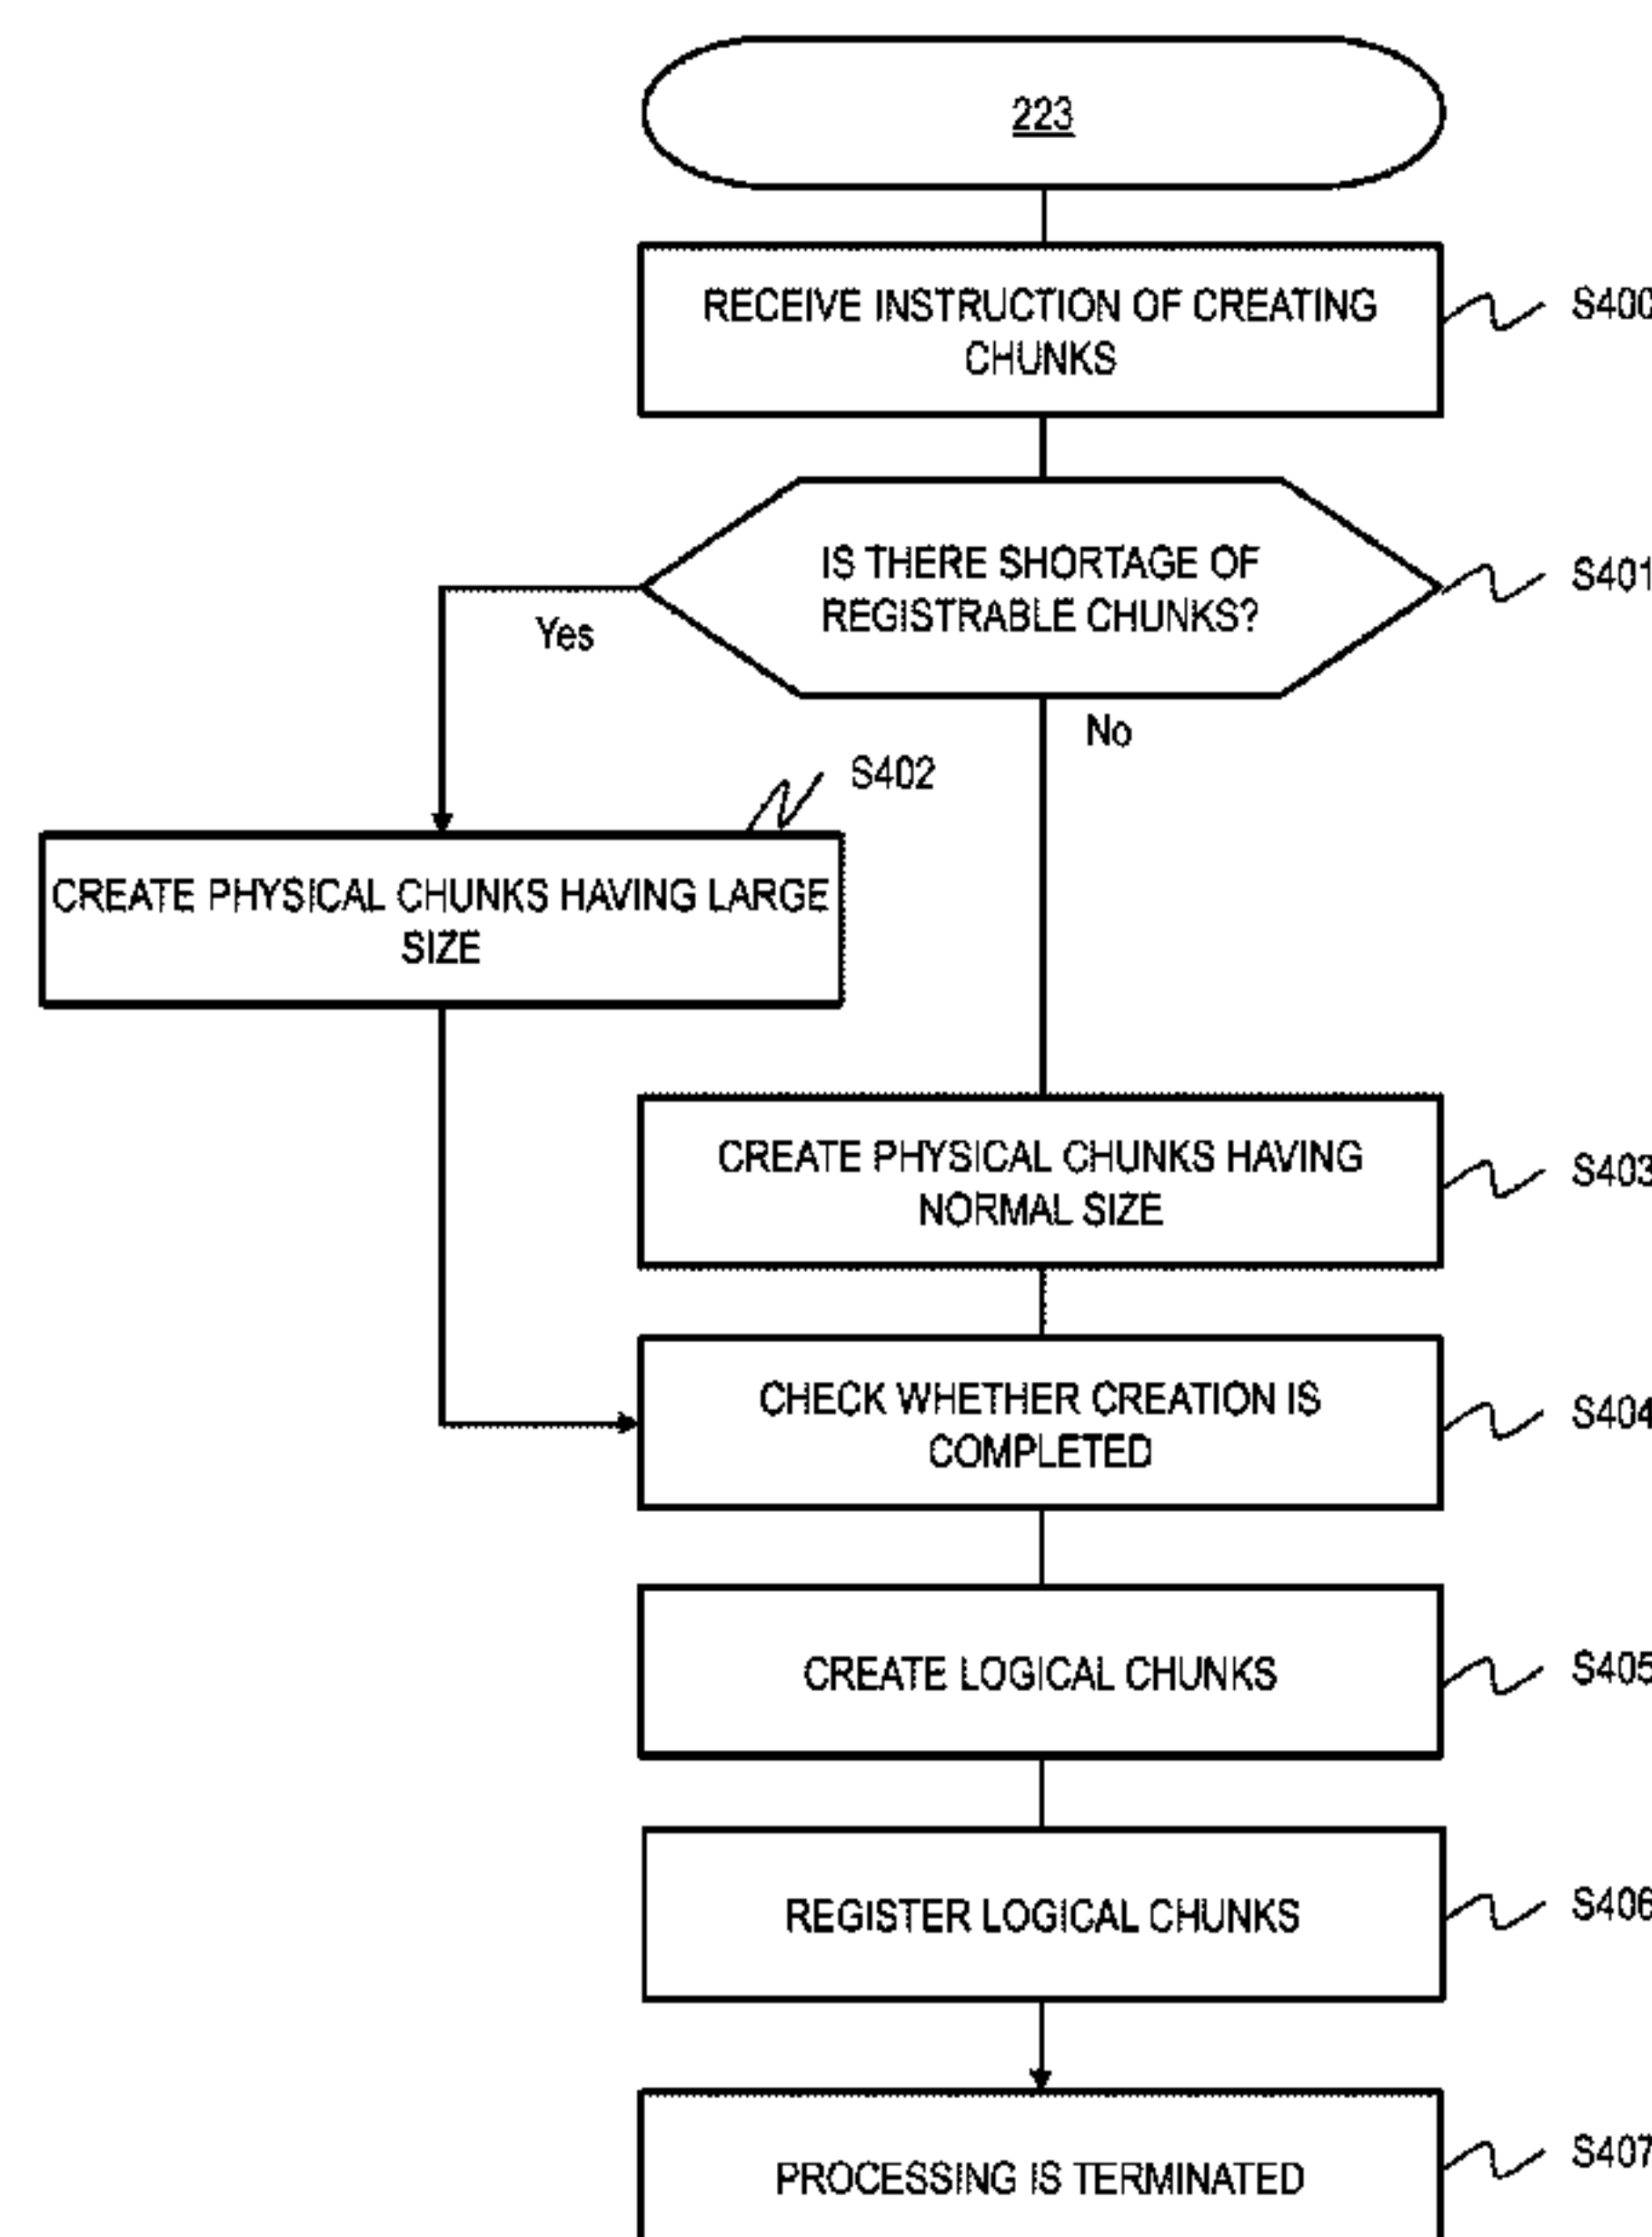 223
RECEIVE INSTRUCTION OF CREATING
CHUNKS
S400
IS THERE SHORTAGE OF
REGISTRABLE CHUNKS?
S401
Yes
No
S402
CREATE PHYSICAL CHUNKS HAVING LARGE
SIZE
CREATE PHYSICAL CHUNKS HAVING
NORMAL SIZE
S403
CHECK WHETHER CREATION IS
COMPLETED
S404
CREATE LOGICAL CHUNKS
S405
REGISTER LOGICAL CHUNKS
S406
PROCESSING IS TERMINATED
S407